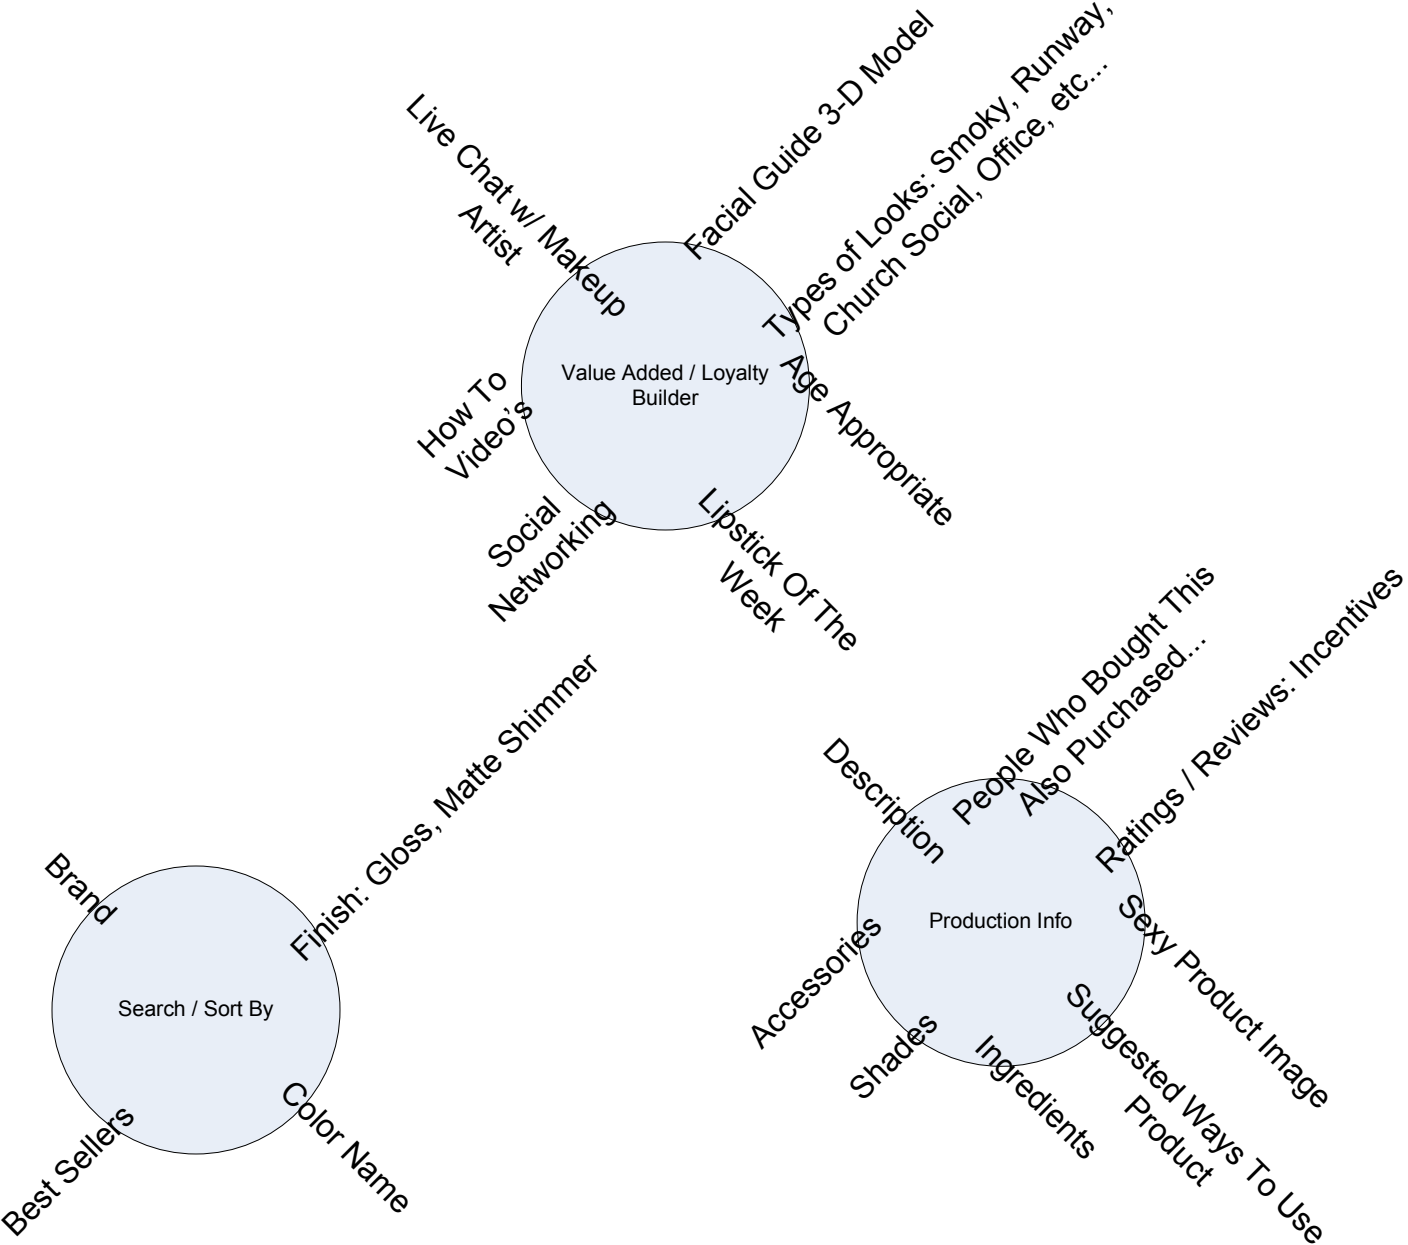 Live Chat w/ Makeup
Artist
Facial Guide 3-D Model
Types of Looks: Smoky, Runway,
Church Social, Office, etc...
Value Added / Loyalty
Builder
Age Appropriate
How To
Video’s
Social
Networking
Lipstick Of The
Week
Brand
Finish: Gloss, Matte Shimmer
Search / Sort By
Best Sellers
Color Name
Description
People Who Bought This
Also Purchased...
Ratings / Reviews: Incentives
Production Info
Sexy Product Image
Accessories
Shades
Ingredients
Suggested Ways To Use
Product